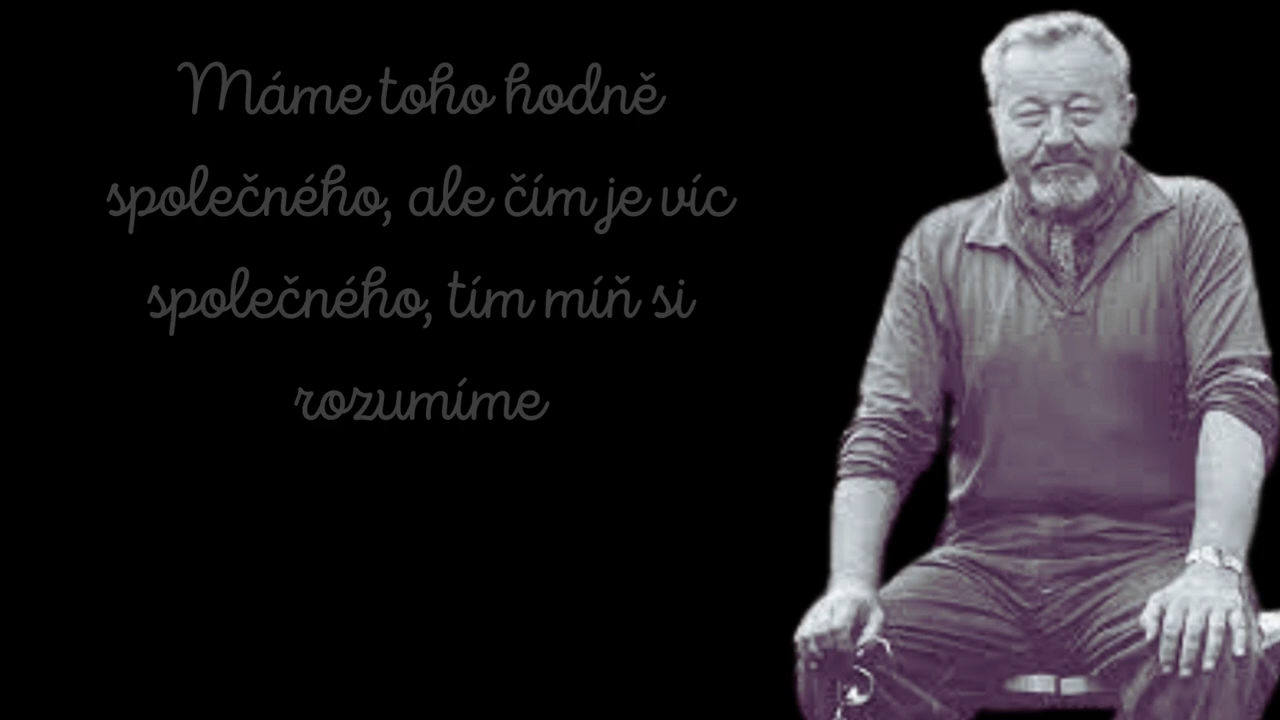 Máme toho hodně
společného, ale čím je víc
společného, tím míň si
rozumíme